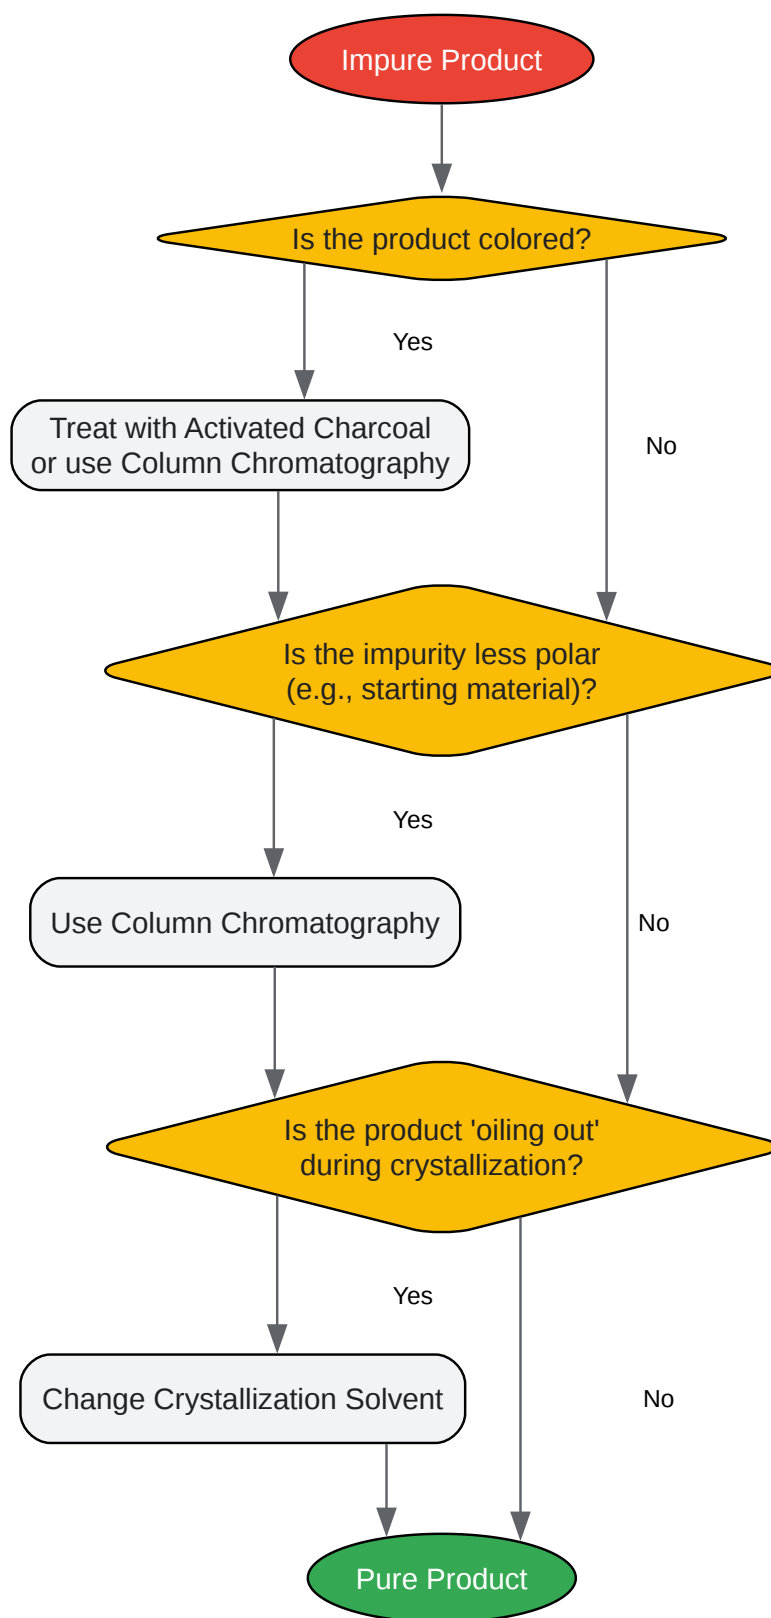 Impure Product
Is the product colored?
Yes
Treat with Activated Charcoal
or use Column Chromatography
No
Is the impurity less polar
(e.g., starting material)?
Yes
Use Column Chromatography
No
Is the product 'oiling out'
during crystallization?
Yes
Change Crystallization Solvent
No
Pure Product